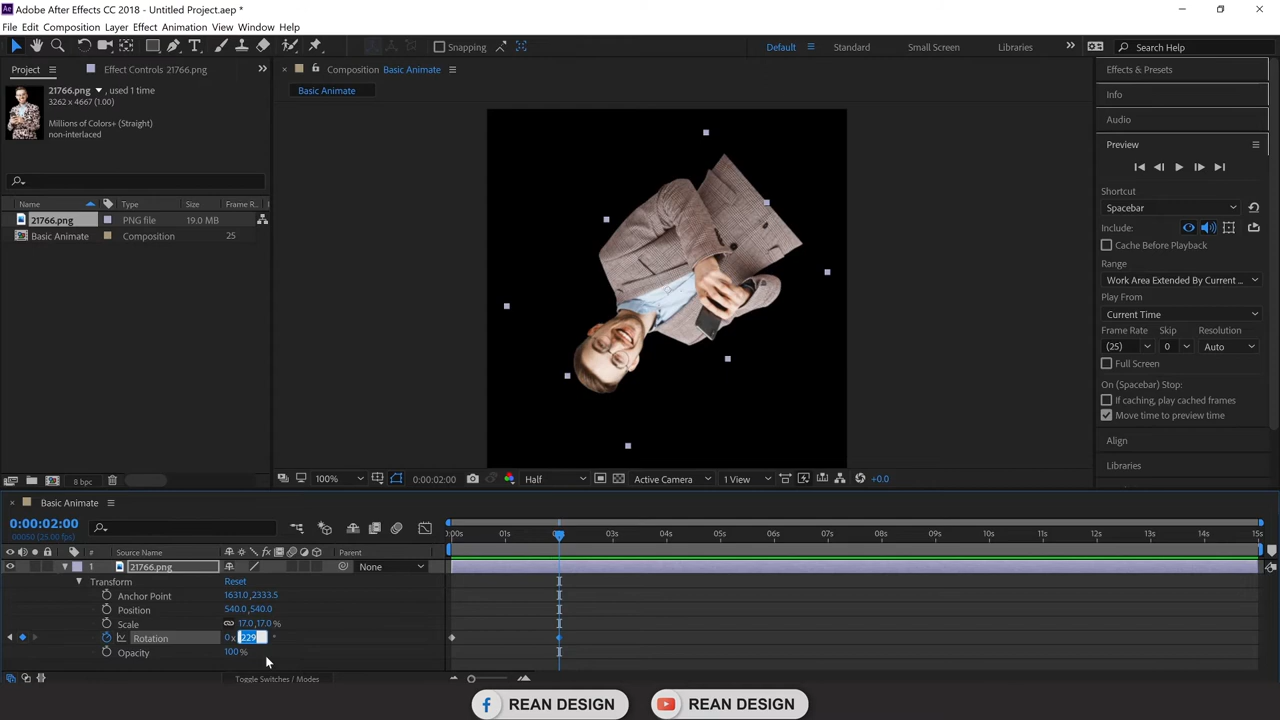 Adobe After Effects CC 2018 - Untitled Project.aep *
File Edit Composition Layer Effect Animation View Window Help
Snapping
Default
Standard
Small Screen
Libraries
Search Help
Project
Effect Controls 21766.png
Composition Basic Animate
Basic Animate
21766.png , used 1 time
3262 x 4667 (1.00)
Millions of Colors+ (Straight)
non-interlaced
Name Type Size Frame R..
21766.png PNG file 19.0 MB
Basic Animate Composition 25
8 bpc
100% 0:00:02:00 Half Active Camera 1 View +0.0
Effects & Presets
Info
Audio
Preview
Shortcut
Spacebar
Include:
Cache Before Playback
Range
Work Area Extended By Current ...
Play From
Current Time
Frame Rate Skip Resolution
(25) 0 Auto
Full Screen
On (Spacebar) Stop:
If caching, play cached frames
Move time to preview time
Align
Libraries
Basic Animate
0:00:02:00
00050 (25.00 fps)
# Source Name Parent
1 21766.png None
Transform Reset
Anchor Point 1631.0,2333.5
Position 540.0,540.0
Scale 17.0,17.0 %
Rotation 0 x 229 °
Opacity 100 %
Toggle Switches / Modes
:00s 01s 03s 04s 05s 06s 07s 08s 09s 10s 11s 12s 13s 14s 15s
REAN DESIGN
REAN DESIGN